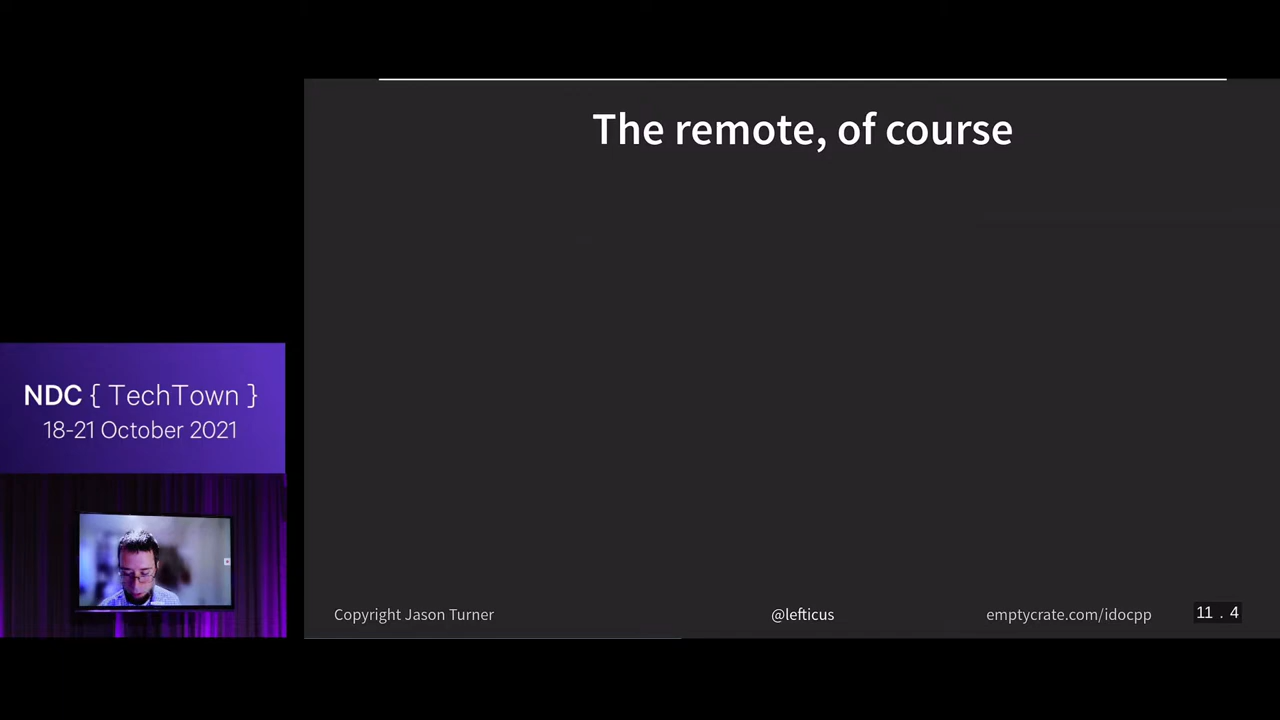 The remote, of course
NDC { TechTown }
18-21 October 2021
Copyright Jason Turner
@lefticus
emptycrate.com/idocpp
11 . 4